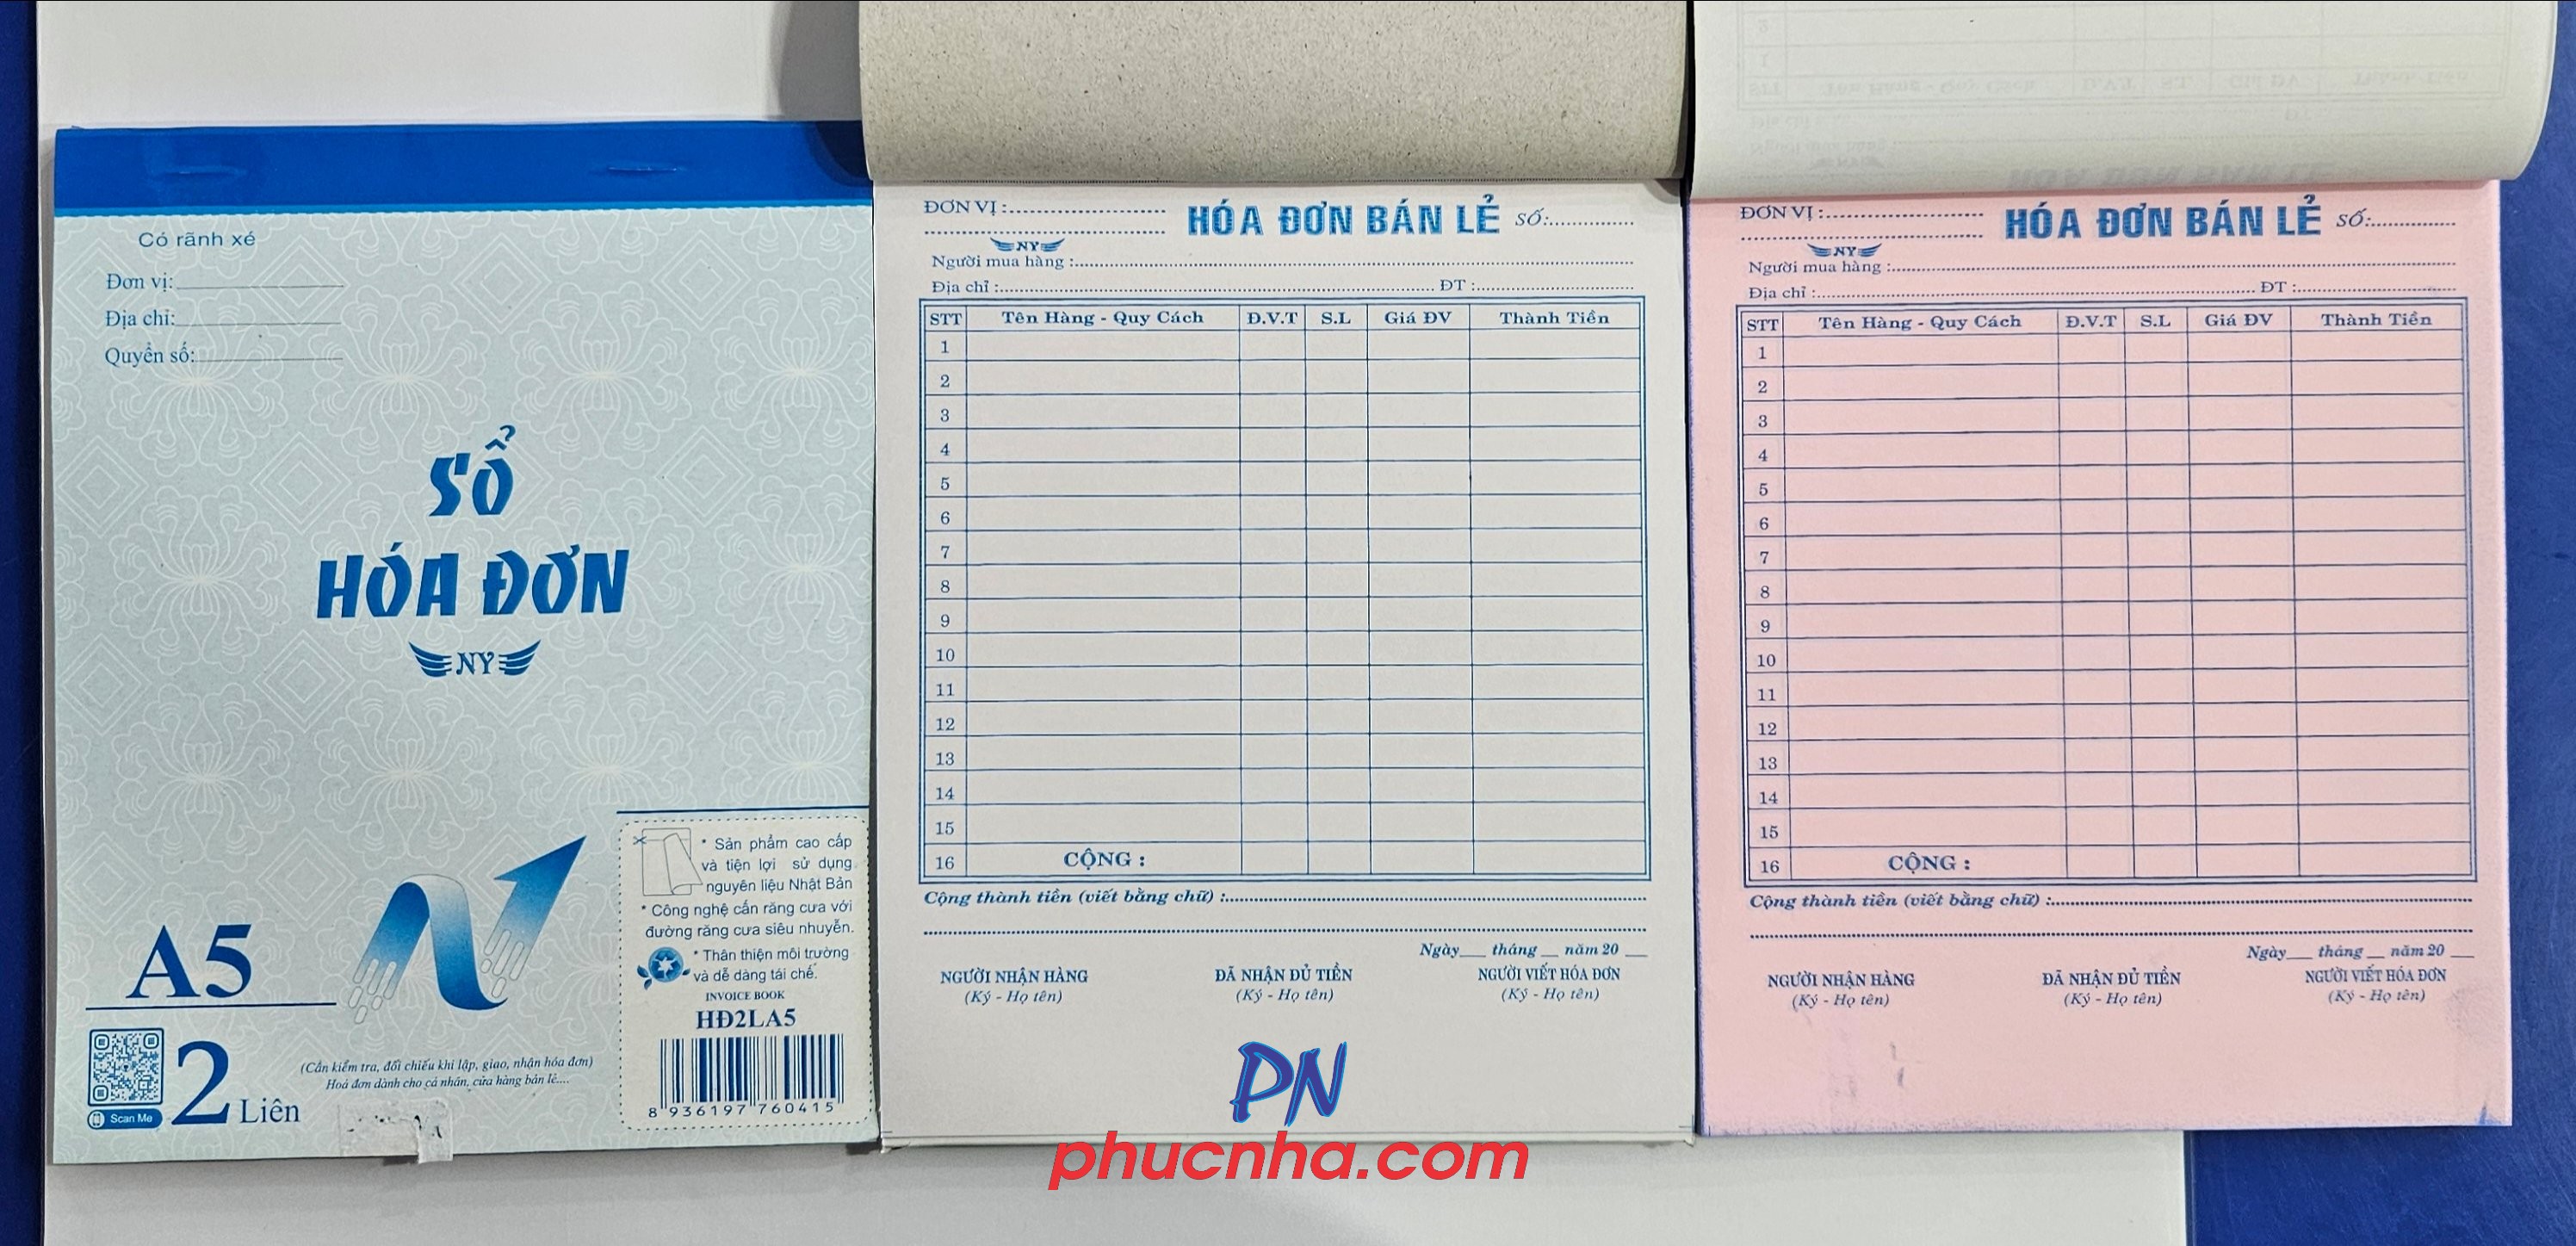 Có rãnh xé
Đơn vị:
Địa chỉ:
Quyển số:
SỔ
HÓA ĐƠN
NY
* Sản phẩm cao cấp
và tiện lợi sử dụng
nguyên liệu Nhật Bản
* Công nghệ cấn răng cưa với
đường răng cưa siêu nhuyễn.
* Thân thiện môi trường
và dễ dàng tái chế.
INVOICE BOOK
HĐ2LA5
8 936197 760415
A5
Scan Me
2 Liên
(Cần kiểm tra, đối chiếu khi lập, giao, nhận hóa đơn)
Hoá đơn dành cho cá nhân, cửa hàng bán lẻ....
ĐƠN VỊ :
HÓA ĐƠN BÁN LẺ Số:
NY
Người mua hàng :
Địa chỉ : ĐT :
STT Tên Hàng - Quy Cách Đ.V.T S.L Giá ĐV Thành Tiền
1
2
3
4
5
6
7
8
9
10
11
12
13
14
15
16 CỘNG :
Cộng thành tiền (viết bằng chữ) :
Ngày___ tháng __ năm 20 __
NGƯỜI NHẬN HÀNG ĐÃ NHẬN ĐỦ TIỀN NGƯỜI VIẾT HÓA ĐƠN
(Ký - Họ tên) (Ký - Họ tên) (Ký - Họ tên)
PN
phucnha.com
ĐƠN VỊ :
HÓA ĐƠN BÁN LẺ Số:
NY
Người mua hàng :
Địa chỉ : ĐT :
STT Tên Hàng - Quy Cách Đ.V.T S.L Giá ĐV Thành Tiền
1
2
3
4
5
6
7
8
9
10
11
12
13
14
15
16 CỘNG :
Cộng thành tiền (viết bằng chữ) :
Ngày___ tháng __ năm 20 __
NGƯỜI NHẬN HÀNG ĐÃ NHẬN ĐỦ TIỀN NGƯỜI VIẾT HÓA ĐƠN
(Ký - Họ tên) (Ký - Họ tên) (Ký - Họ tên)